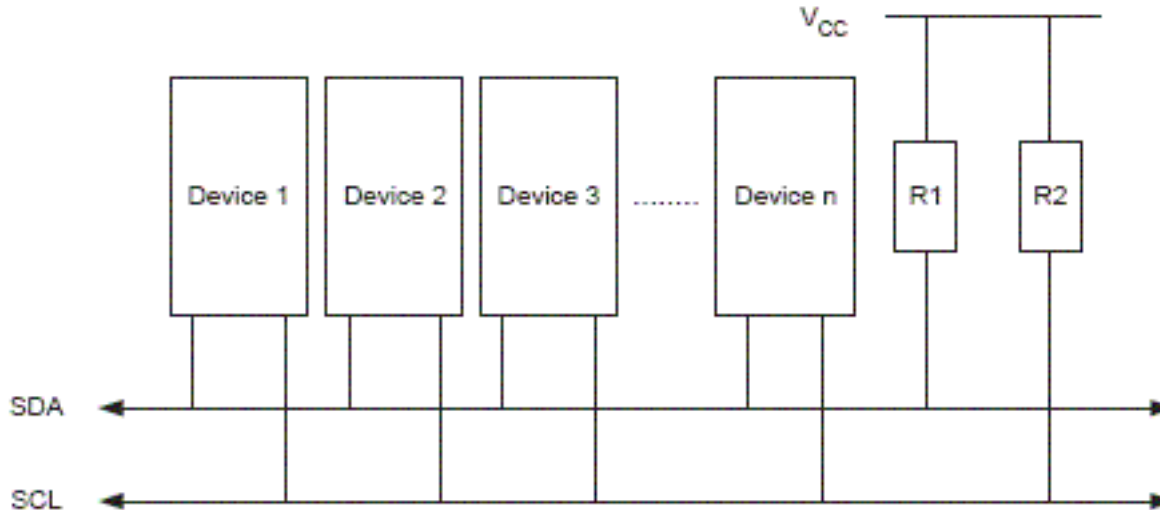 VCC
Device 1
Device 2
Device 3
........
Device n
R1
R2
SDA
SCL